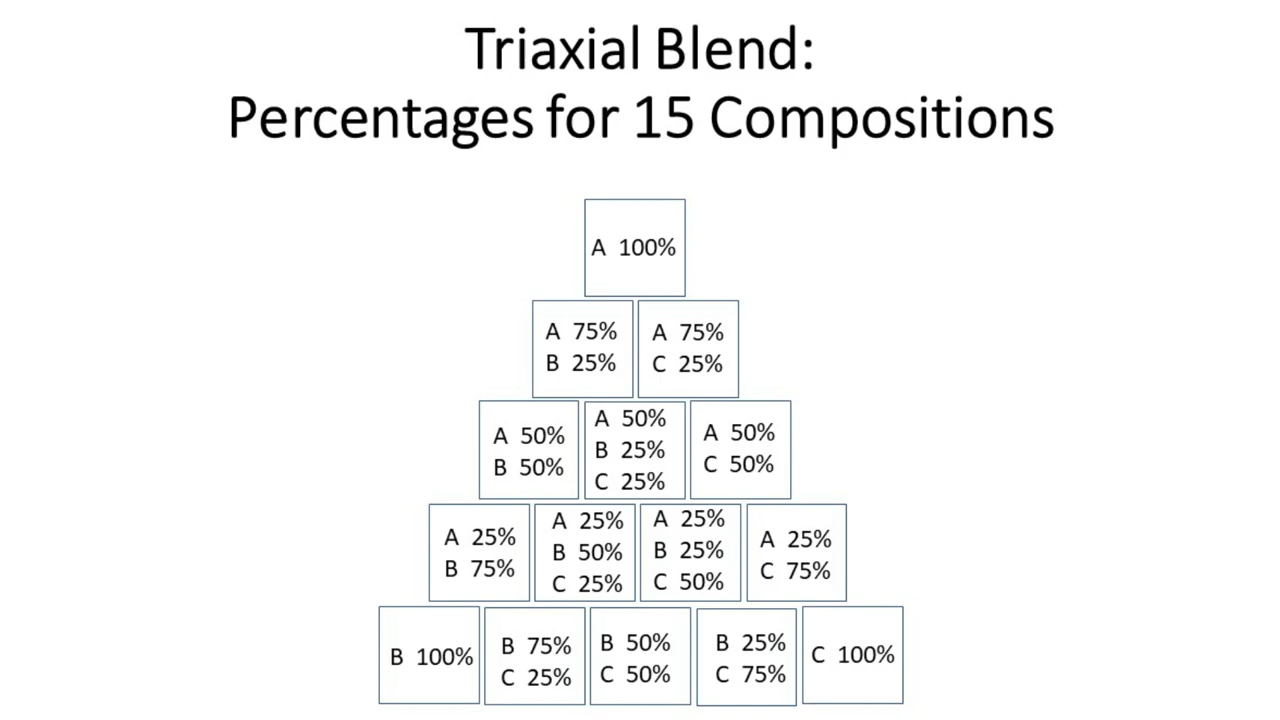 Triaxial Blend:
Percentages for 15 Compositions
A 100%
A 75%
B 25%
A 75%
C 25%
A 50%
B 50%
A 50%
B 25%
C 25%
A 50%
C 50%
A 25%
B 75%
A 25%
B 50%
C 25%
A 25%
B 25%
C 50%
A 25%
C 75%
B 100%
B 75%
C 25%
B 50%
C 50%
B 25%
C 75%
C 100%